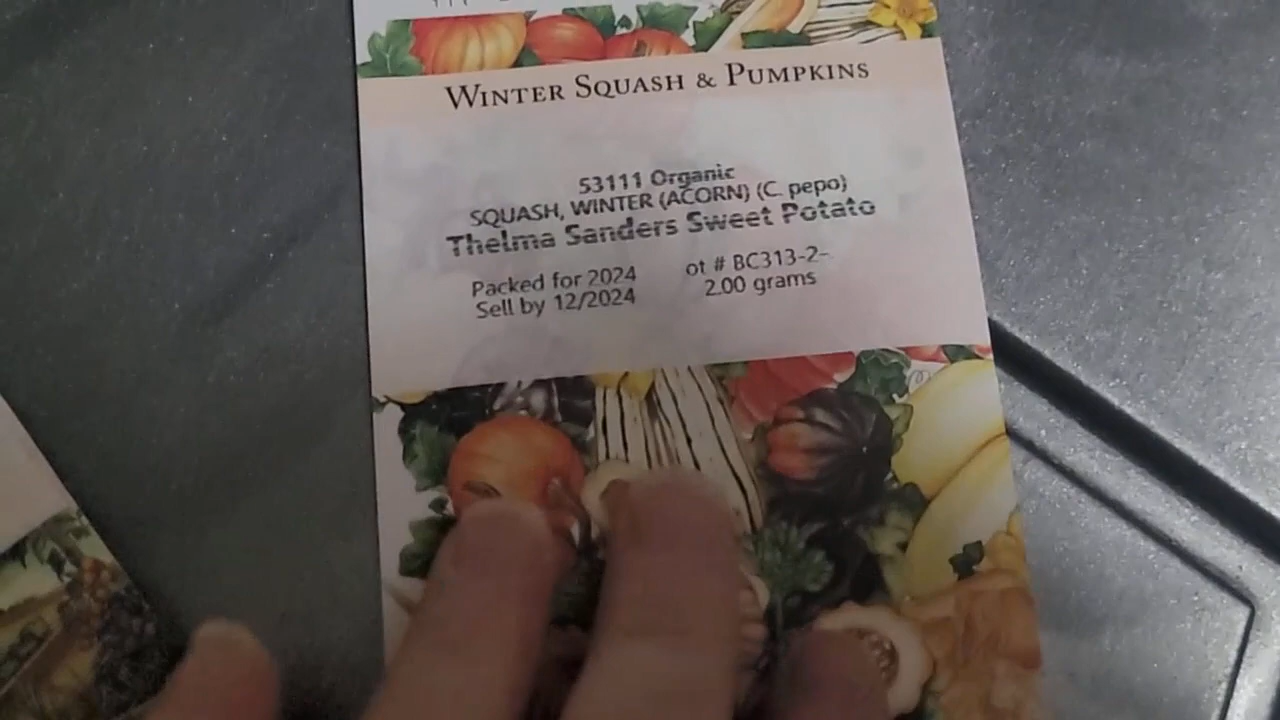 WINTER SQUASH & PUMPKINS
53111 Organic
SQUASH, WINTER (ACORN) (C. pepo)
Thelma Sanders Sweet Potato
Packed for 2024 ot # BC313-2-
Sell by 12/2024 2.00 grams